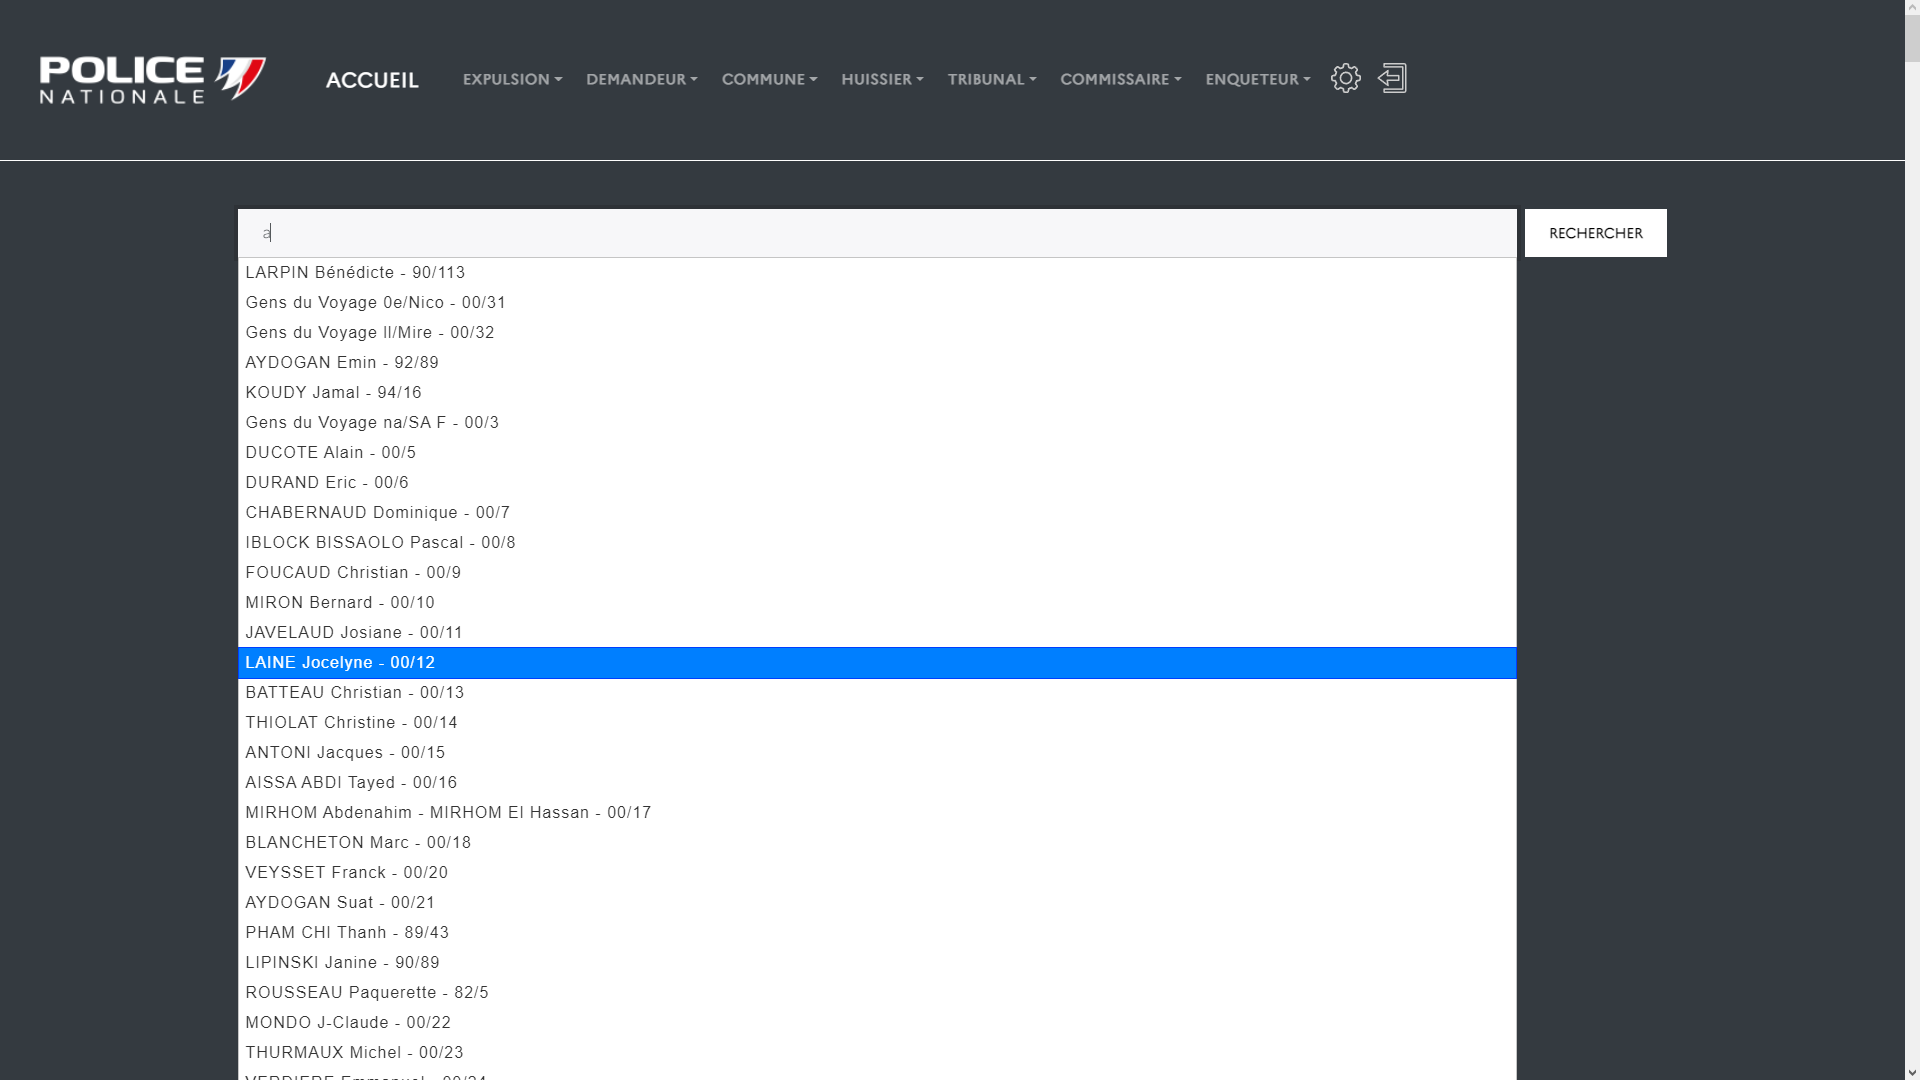 POLICE
NATIONALE
ACCUEIL
EXPULSION
DEMANDEUR
COMMUNE
HUISSIER
TRIBUNAL
COMMISSAIRE
ENQUETEUR
a
RECHERCHER
LARPIN Bénédicte - 90/113
Gens du Voyage 0e/Nico - 00/31
Gens du Voyage ll/Mire - 00/32
AYDOGAN Emin - 92/89
KOUDY Jamal - 94/16
Gens du Voyage na/SA F - 00/3
DUCOTE Alain - 00/5
DURAND Eric - 00/6
CHABERNAUD Dominique - 00/7
IBLOCK BISSAOLO Pascal - 00/8
FOUCAUD Christian - 00/9
MIRON Bernard - 00/10
JAVELAUD Josiane - 00/11
LAINE Jocelyne - 00/12
BATTEAU Christian - 00/13
THIOLAT Christine - 00/14
ANTONI Jacques - 00/15
AISSA ABDI Tayed - 00/16
MIRHOM Abdenahim - MIRHOM El Hassan - 00/17
BLANCHETON Marc - 00/18
VEYSSET Franck - 00/20
AYDOGAN Suat - 00/21
PHAM CHI Thanh - 89/43
LIPINSKI Janine - 90/89
ROUSSEAU Paquerette - 82/5
MONDO J-Claude - 00/22
THURMAUX Michel - 00/23